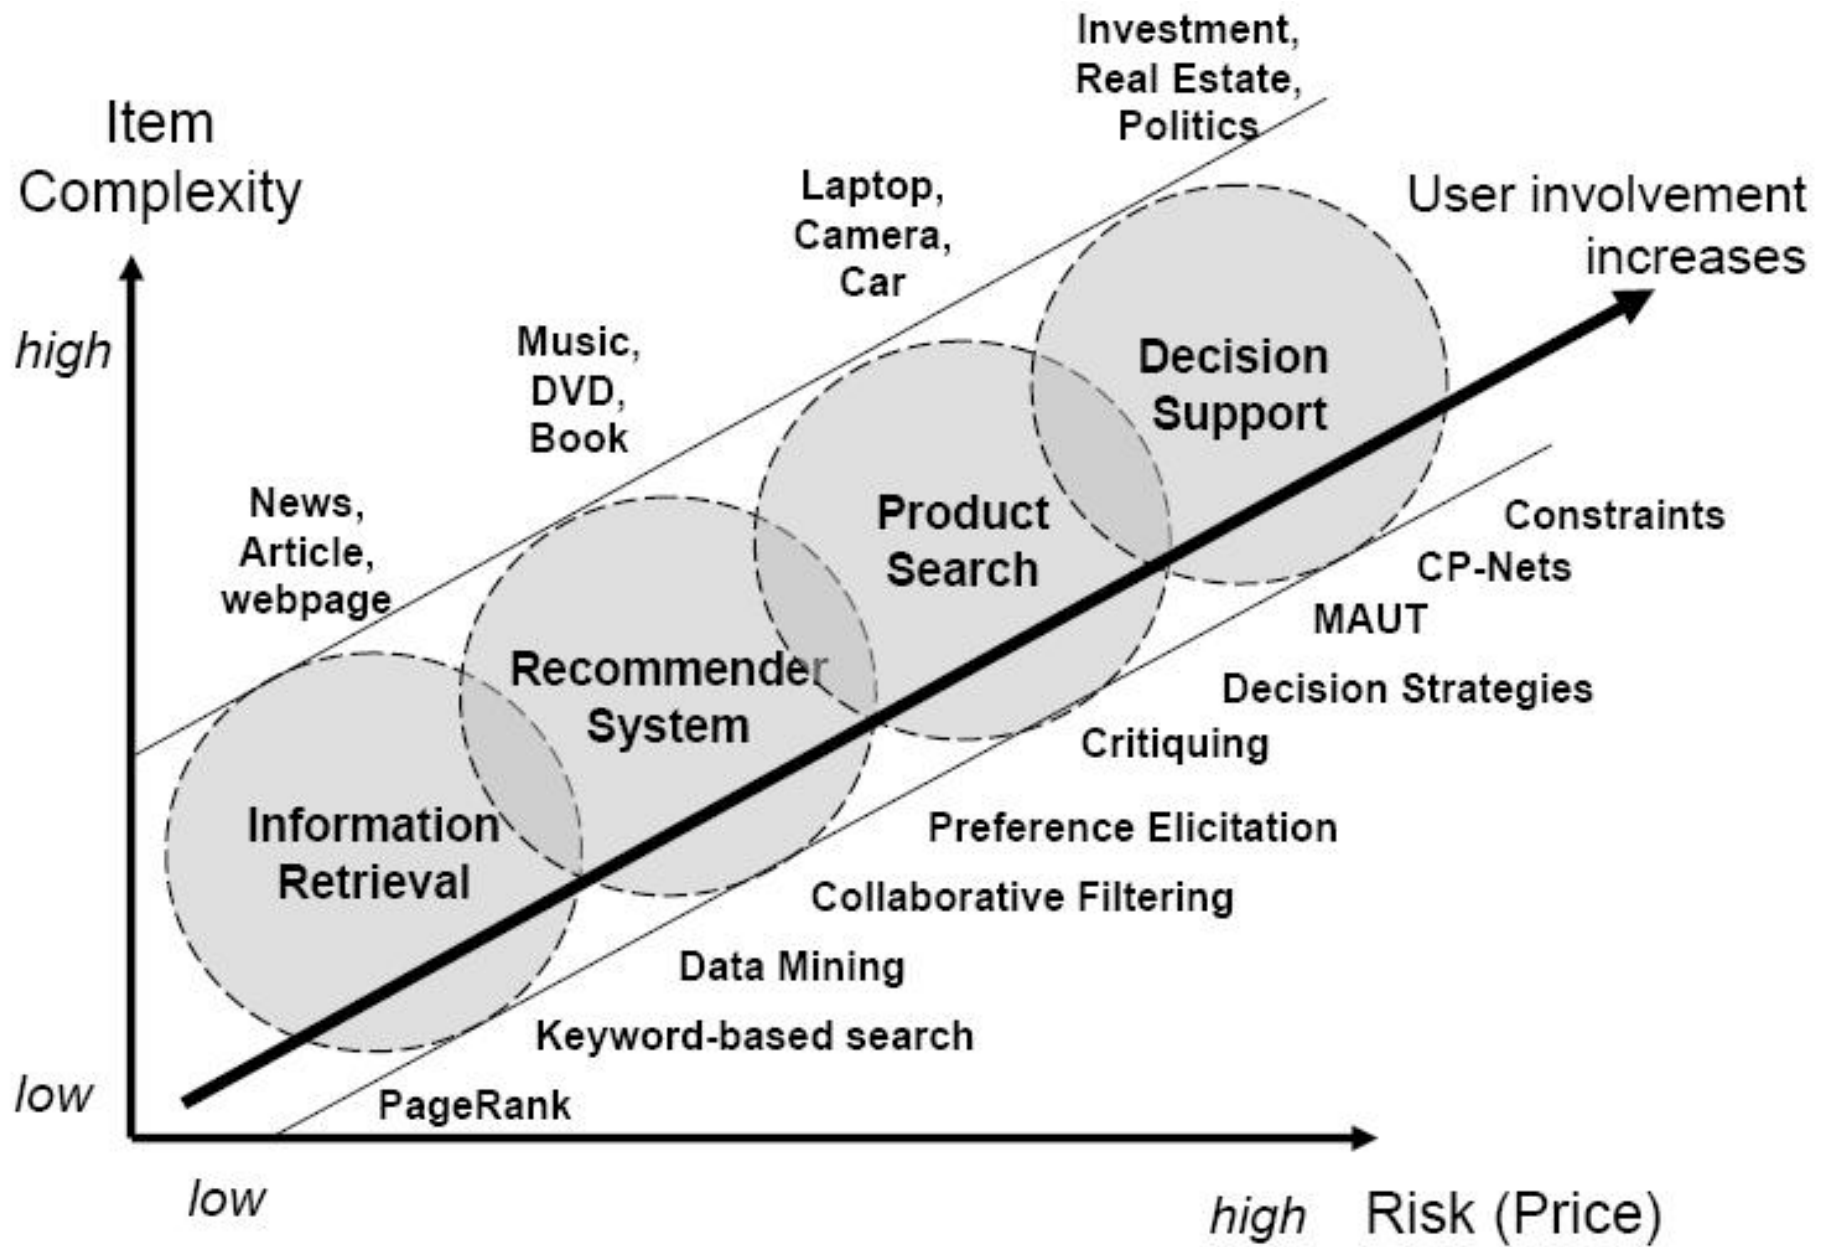 Investment,
Real Estate,
Politics
Item
Complexity
Laptop,
Camera,
Car
User involvement
increases
high
Music,
DVD,
Book
Decision
Support
News,
Article,
webpage
Product
Search
Constraints
CP-Nets
MAUT
Recommender
System
Decision Strategies
Critiquing
Information
Retrieval
Preference Elicitation
Collaborative Filtering
Data Mining
Keyword-based search
low
PageRank
low
high
Risk (Price)